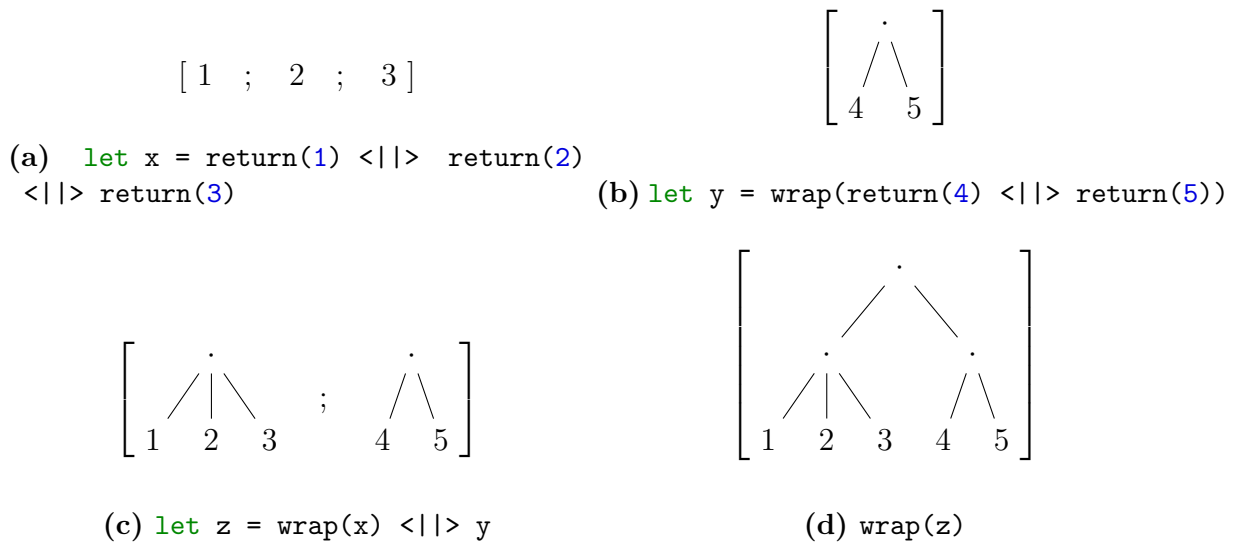 [ 1 ; 2 ; 3 ]
(a) let x = return(1) <||> return(2)
<||> return(3)
·
4 5
(b) let y = wrap(return(4) <||> return(5))
· ; ·
1 2 3 4 5
(c) let z = wrap(x) <||> y
·
· ·
1 2 3 4 5
(d) wrap(z)